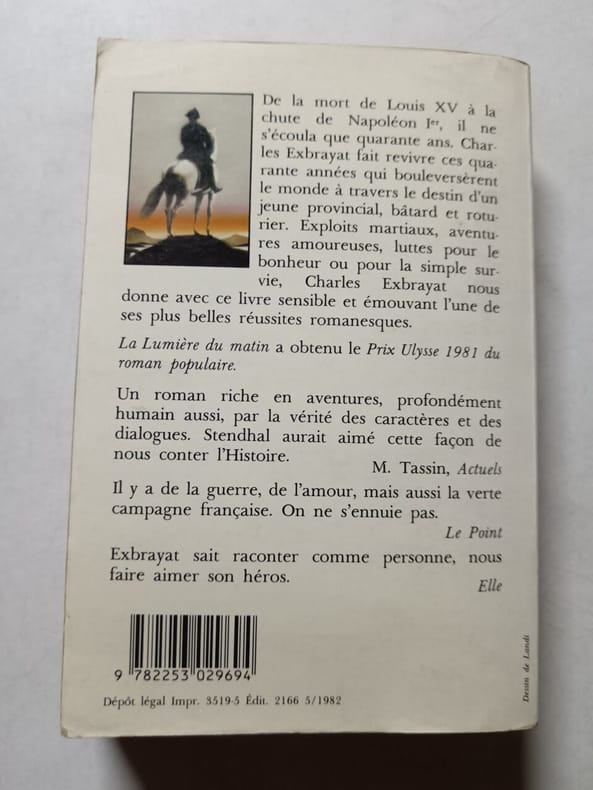 De la mort de Louis XV à la
chute de Napoléon Ier, il ne
s'écoula que quarante ans. Char-
les Exbrayat fait revivre ces qua-
rante années qui bouleversèrent
le monde à travers le destin d'un
jeune provincial, bâtard et rotu-
rier. Exploits martiaux, aventu-
res amoureuses, luttes pour le
bonheur ou pour la simple sur-
vie, Charles Exbrayat nous
donne avec ce livre sensible et émouvant l'une de
ses plus belles réussites romanesques.
La Lumière du matin a obtenu le Prix Ulysse 1981 du
roman populaire.
Un roman riche en aventures, profondément
humain aussi, par la vérité des caractères et des
dialogues. Stendhal aurait aimé cette façon de
nous conter l'Histoire.
M. Tassin, Actuels
Il y a de la guerre, de l'amour, mais aussi la verte
campagne française. On ne s'ennuie pas.
Le Point
Exbrayat sait raconter comme personne, nous
faire aimer son héros.
Elle
9 782253 029694
Dépôt légal Impr. 3519-5 Édit. 2166 5/1982
Dessin de Landi